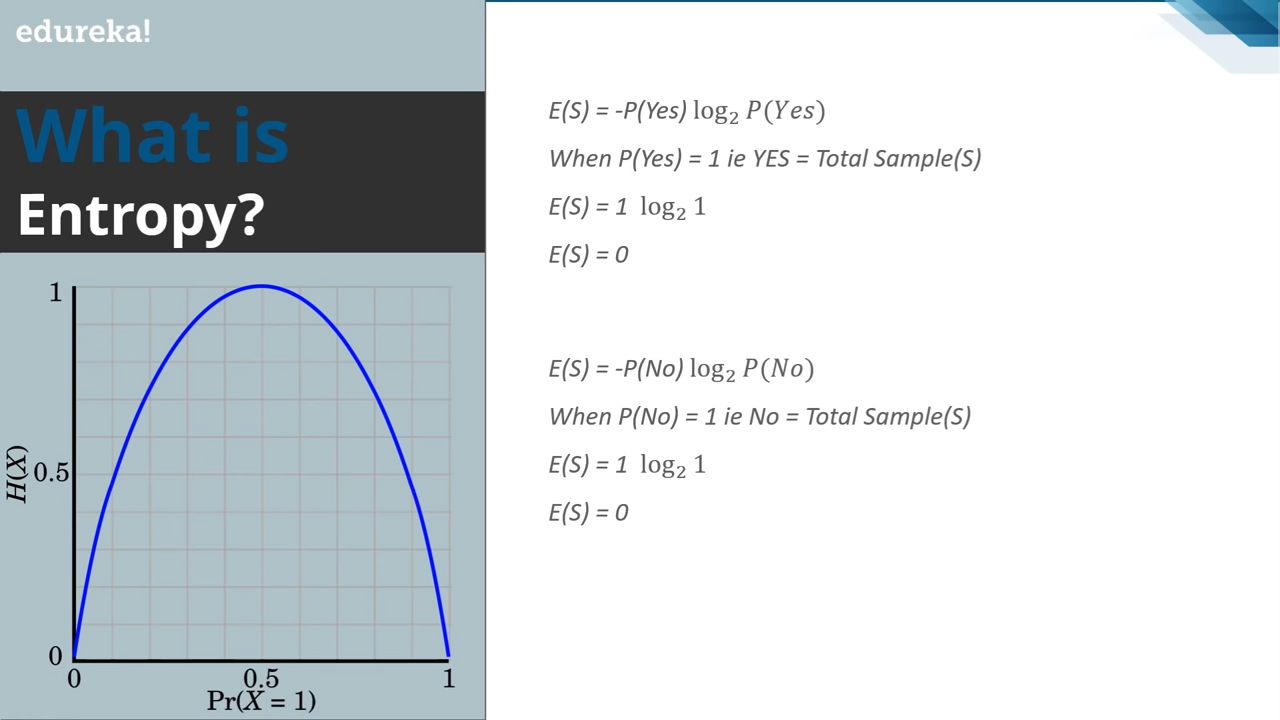 edureka!
What is
Entropy?
1
0.5
0
H(X)
0 0.5 1
Pr(X = 1)
E(S) = -P(Yes) log₂ P(Yes)
When P(Yes) = 1 ie YES = Total Sample(S)
E(S) = 1 log₂ 1
E(S) = 0
E(S) = -P(No) log₂ P(No)
When P(No) = 1 ie No = Total Sample(S)
E(S) = 1 log₂ 1
E(S) = 0